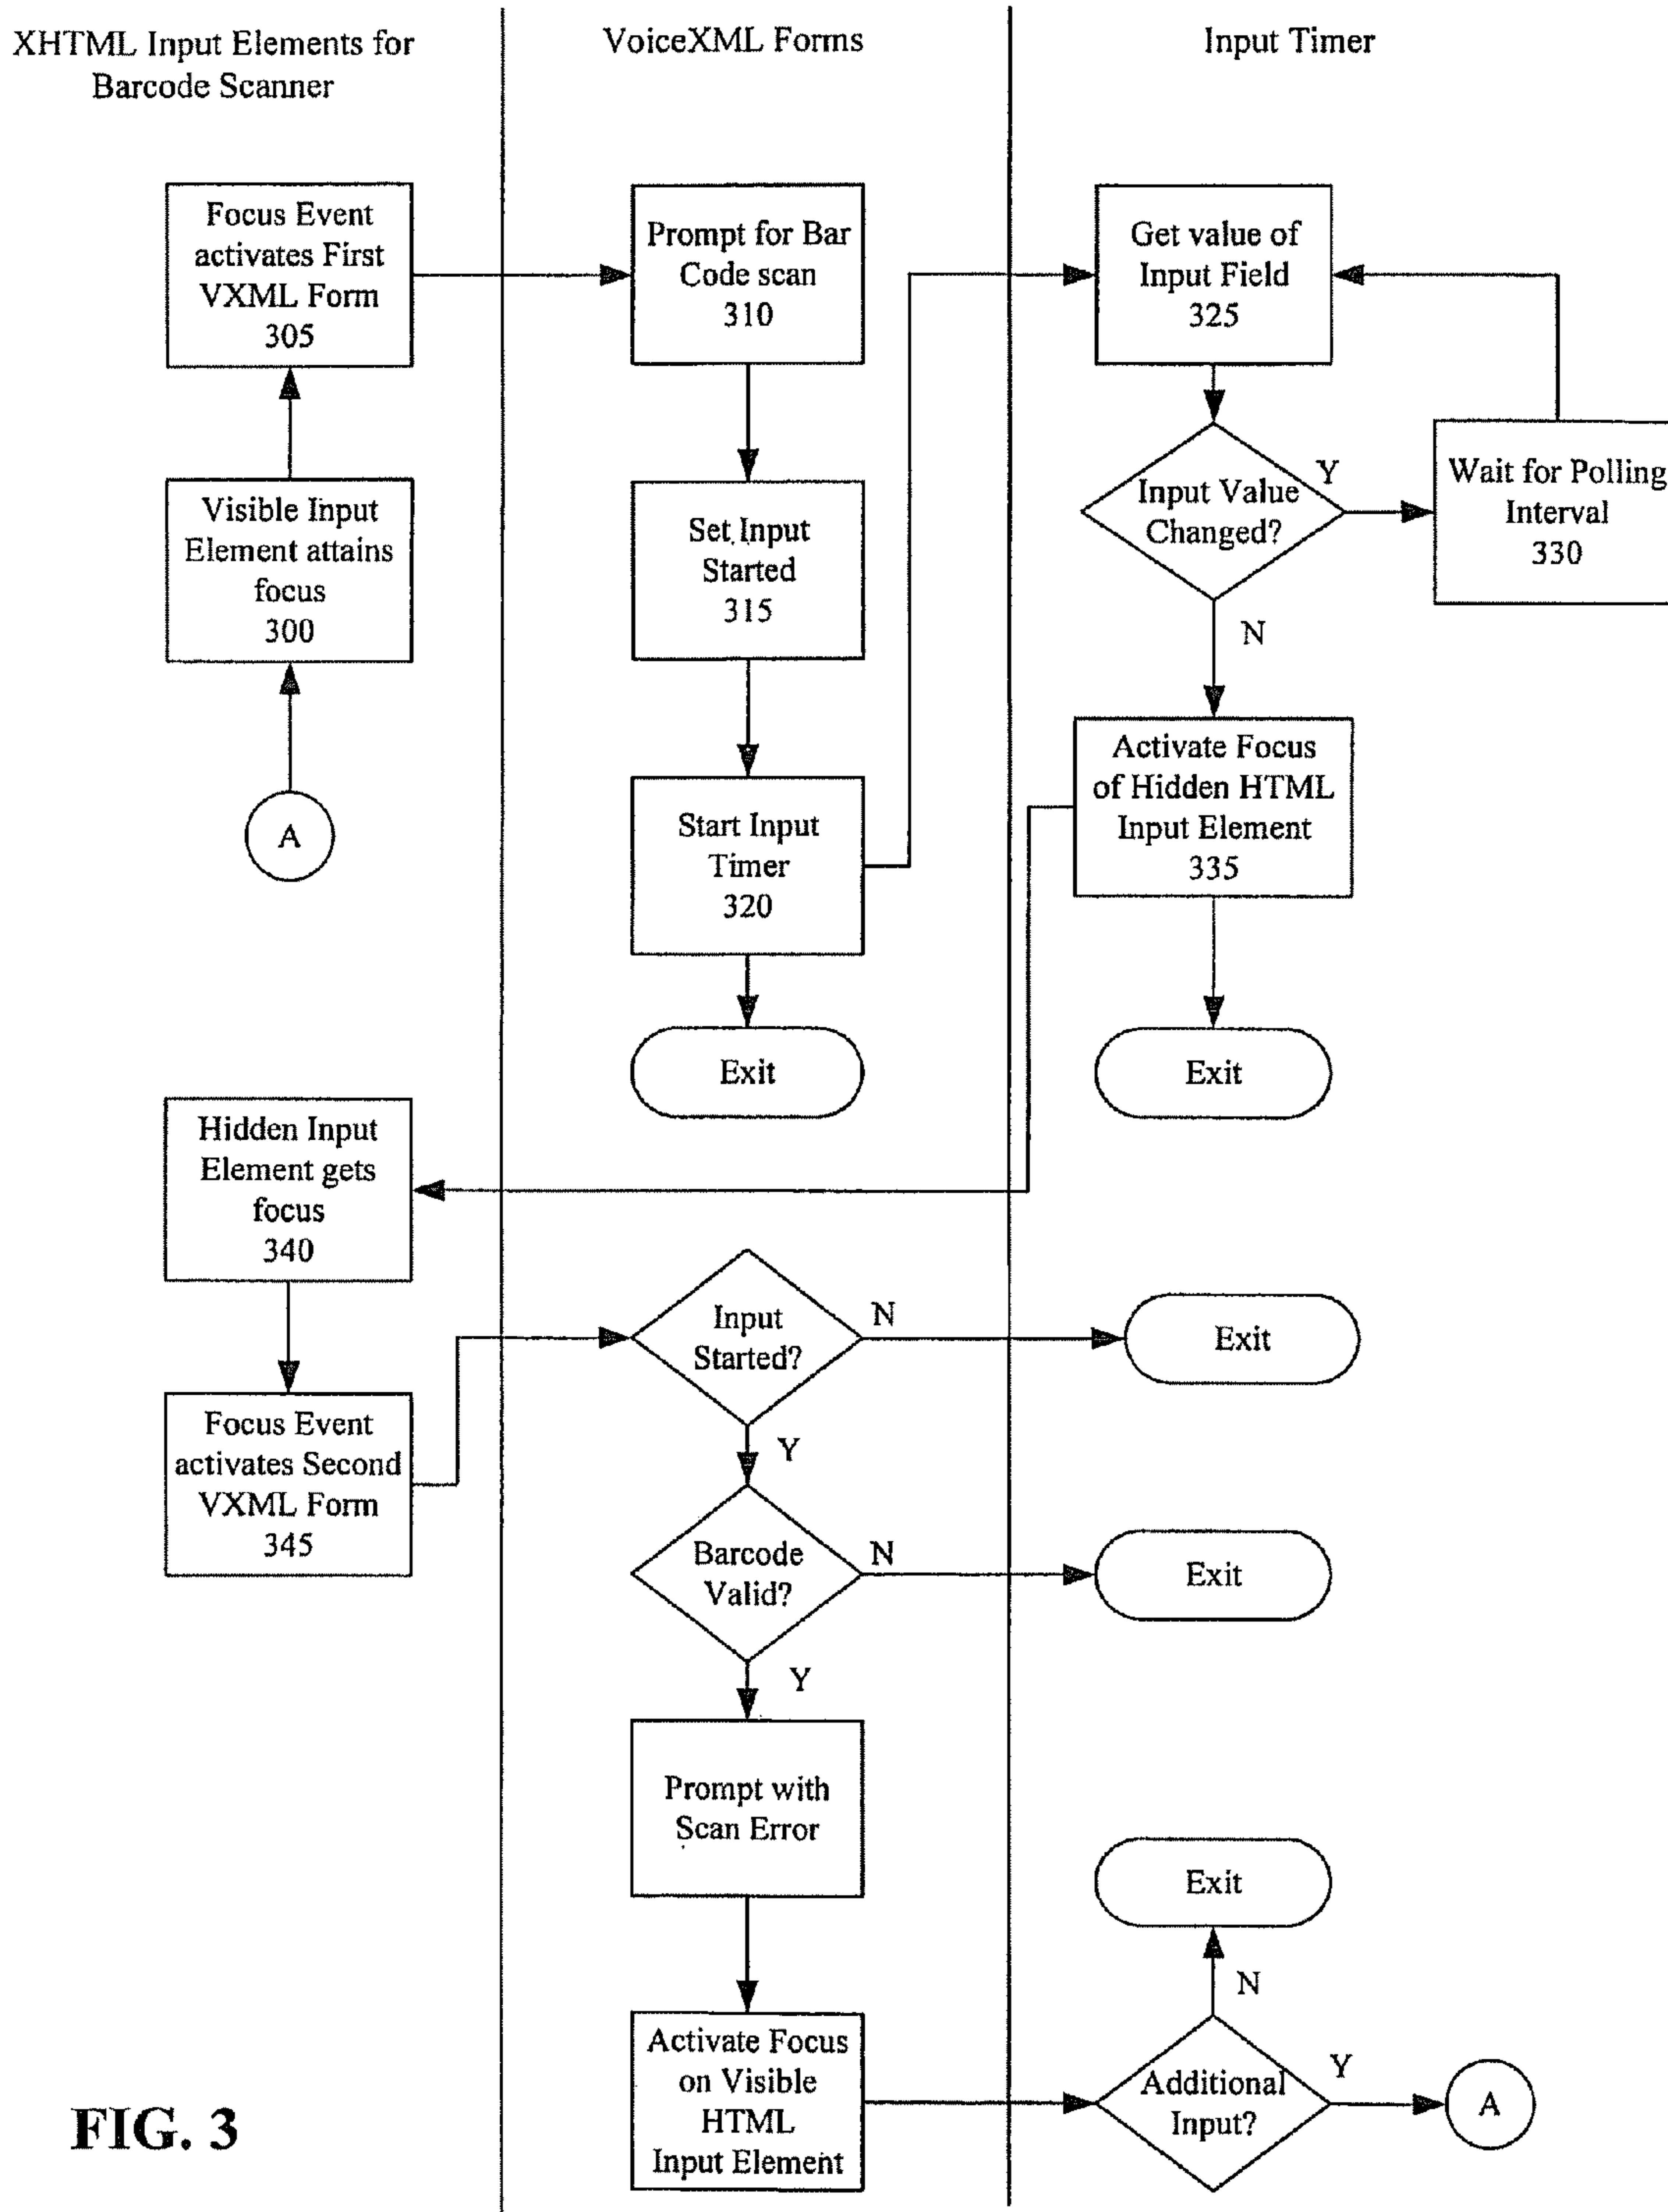 XHTML Input Elements for
Barcode Scanner
VoiceXML Forms
Input Timer
Focus Event
activates First
VXML Form
305
Prompt for Bar
Code scan
310
Get value of
Input Field
325
Visible Input
Element attains
focus
300
Set Input
Started
315
Input Value
Changed?
Y
N
Wait for Polling
Interval
330
A
Start Input
Timer
320
Activate Focus
of Hidden HTML
Input Element
335
Exit
Exit
Hidden Input
Element gets
focus
340
Input
Started?
N
Y
Exit
Focus Event
activates Second
VXML Form
345
Barcode
Valid?
N
Y
Exit
Prompt with
Scan Error
Exit
N
Activate Focus
on Visible
HTML
Input Element
Additional
Input?
Y
A
FIG. 3